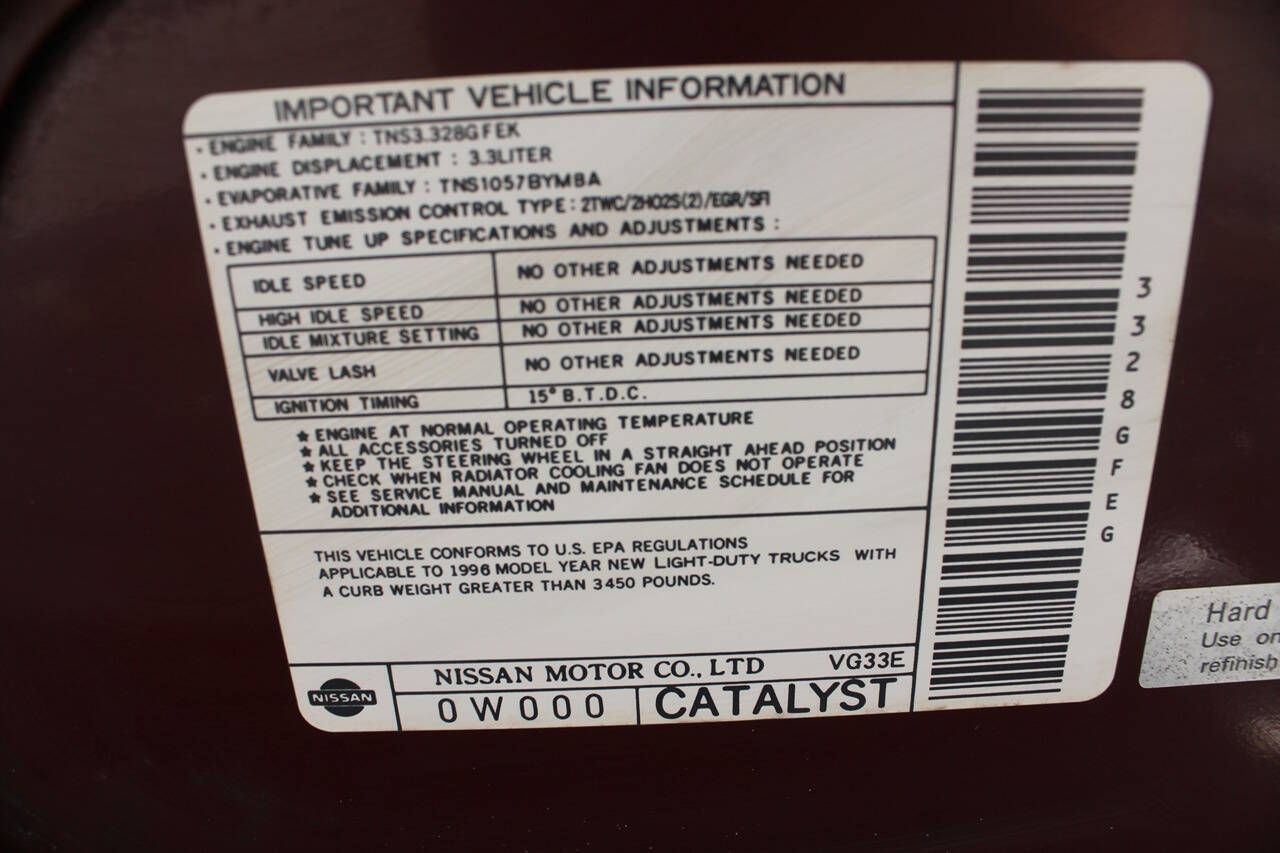 IMPORTANT VEHICLE INFORMATION
• ENGINE FAMILY : TNS3.328GFEK
• ENGINE DISPLACEMENT : 3.3LITER
• EVAPORATIVE FAMILY : TNS1057BYMBA
• EXHAUST EMISSION CONTROL TYPE : 2TWC/2HO2S(2)/EGR/SFI
• ENGINE TUNE UP SPECIFICATIONS AND ADJUSTMENTS :
IDLE SPEED NO OTHER ADJUSTMENTS NEEDED
HIGH IDLE SPEED NO OTHER ADJUSTMENTS NEEDED
IDLE MIXTURE SETTING NO OTHER ADJUSTMENTS NEEDED
VALVE LASH NO OTHER ADJUSTMENTS NEEDED
IGNITION TIMING 15° B.T.D.C.
★ ENGINE AT NORMAL OPERATING TEMPERATURE
★ ALL ACCESSORIES TURNED OFF
★ KEEP THE STEERING WHEEL IN A STRAIGHT AHEAD POSITION
★ CHECK WHEN RADIATOR COOLING FAN DOES NOT OPERATE
★ SEE SERVICE MANUAL AND MAINTENANCE SCHEDULE FOR
ADDITIONAL INFORMATION
THIS VEHICLE CONFORMS TO U.S. EPA REGULATIONS
APPLICABLE TO 1996 MODEL YEAR NEW LIGHT-DUTY TRUCKS WITH
A CURB WEIGHT GREATER THAN 3450 POUNDS.
NISSAN
NISSAN MOTOR CO., LTD VG33E
0W000 CATALYST
3328GFEG
Hard
Use on
refinish